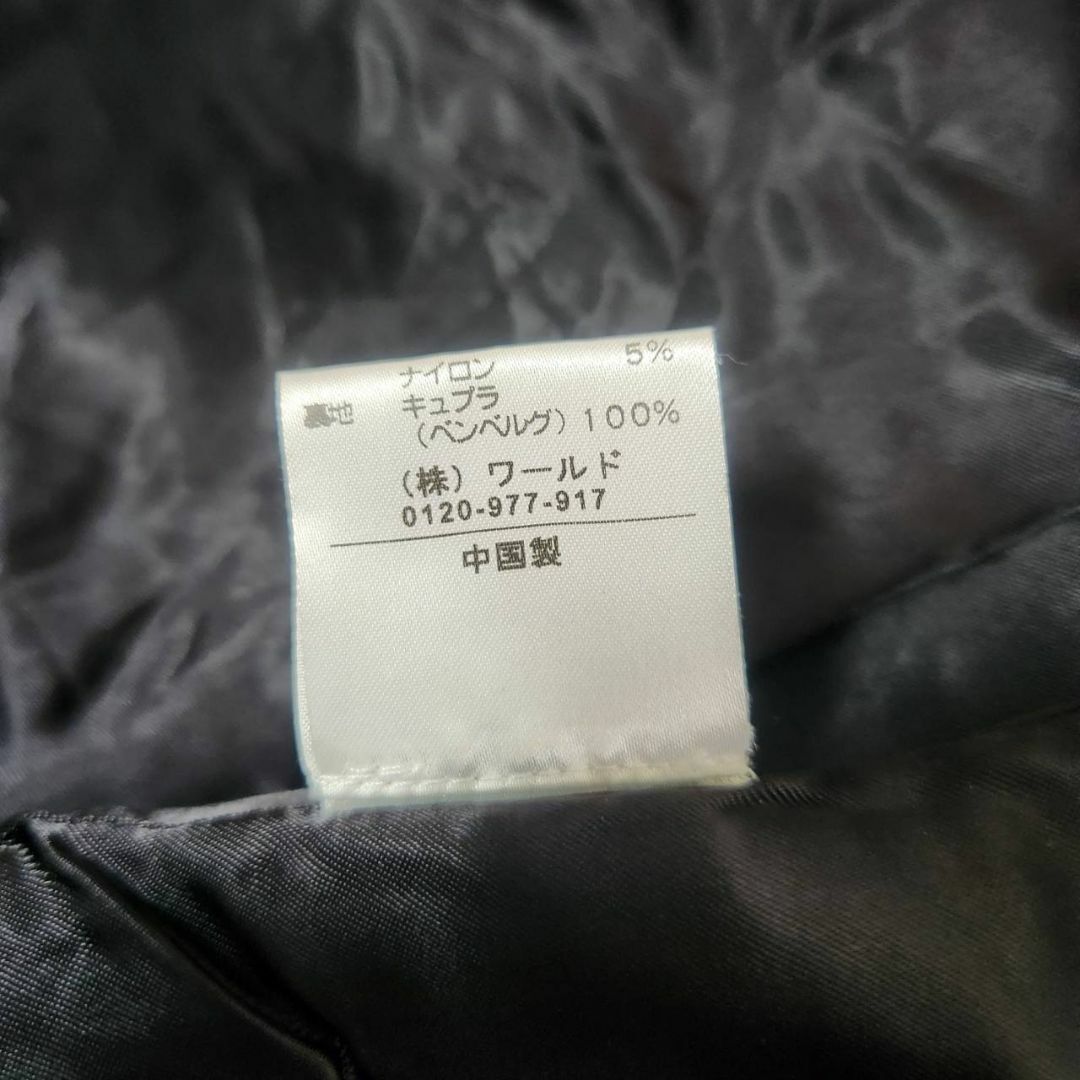 ナイロン 5%
裏地 キュプラ
(ベンベルグ) 100%
(株) ワールド
0120-977-917
中国製